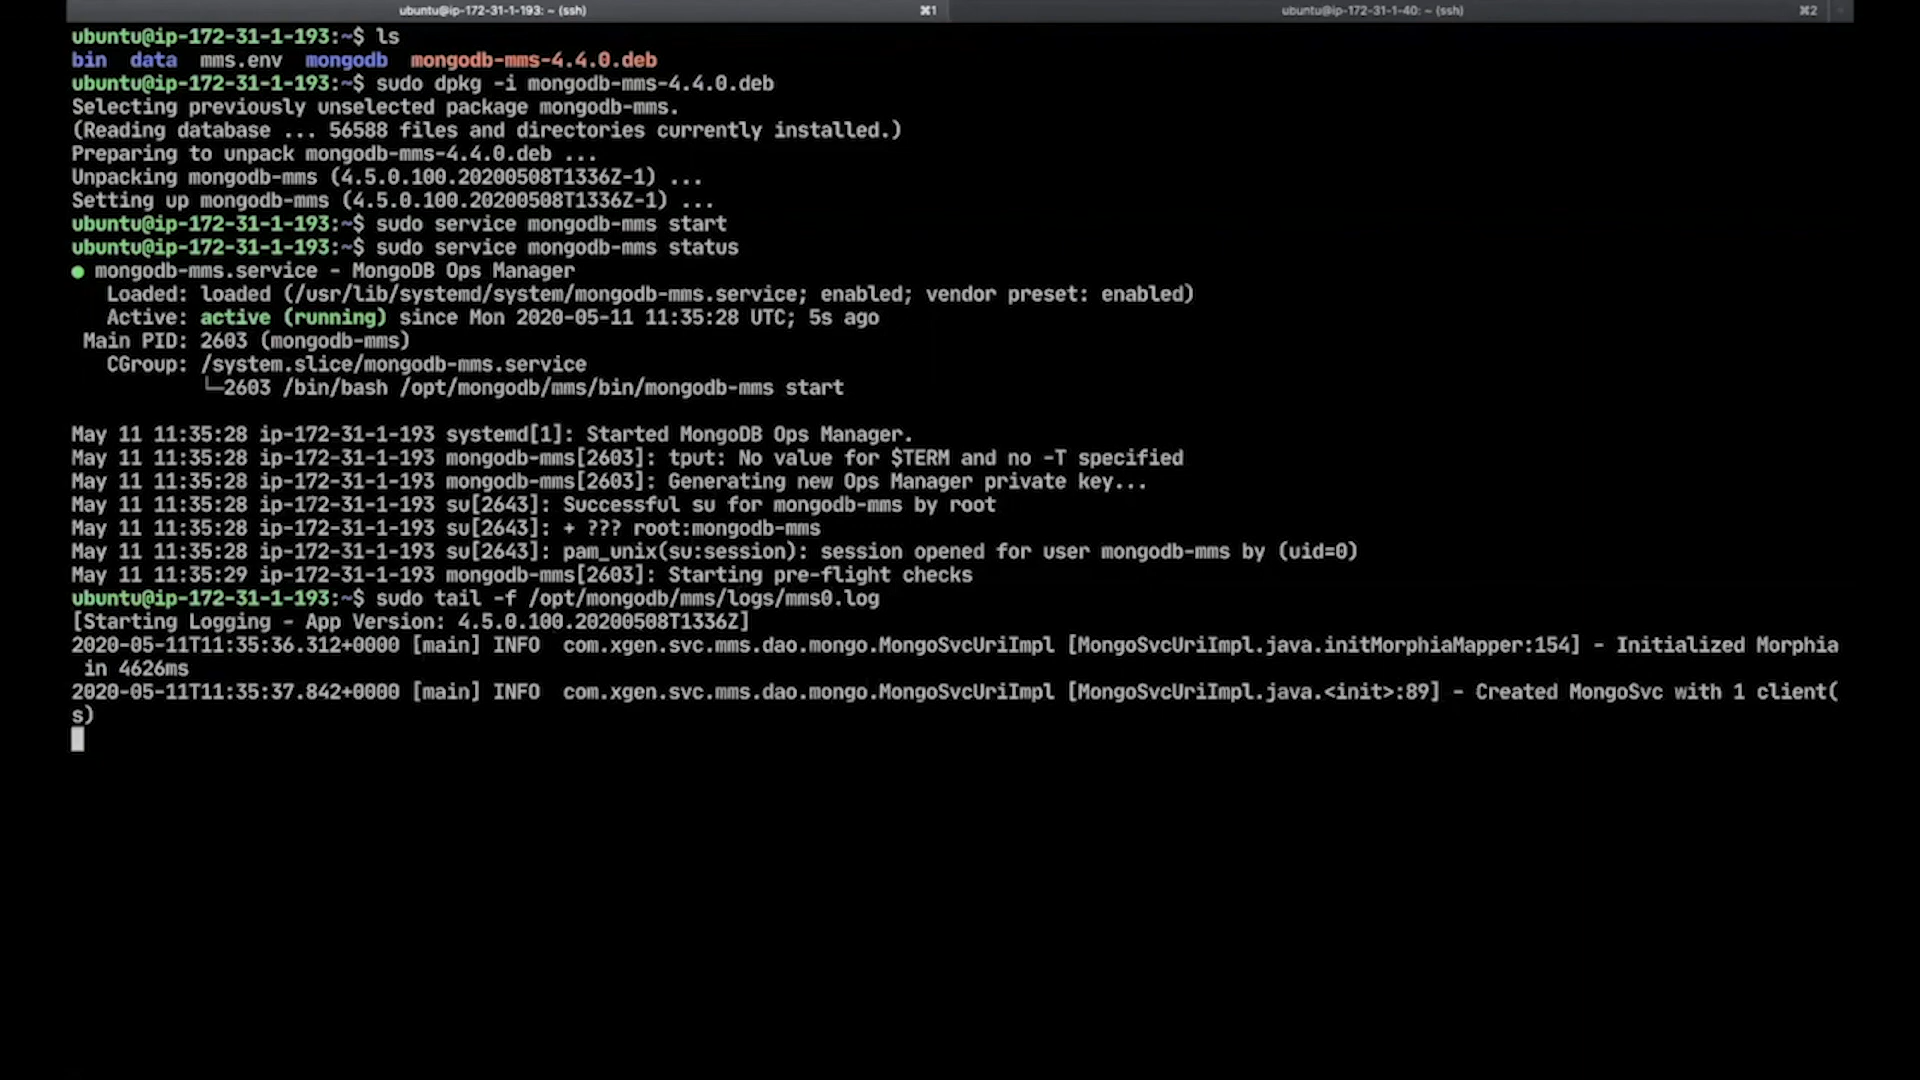 ubuntu@ip-172-31-1-193: ~ (ssh) ⌘1 ubuntu@ip-172-31-1-40: ~ (ssh) ⌘2
ubuntu@ip-172-31-1-193:~$ ls
bin  data  mms.env  mongodb  mongodb-mms-4.4.0.deb
ubuntu@ip-172-31-1-193:~$ sudo dpkg -i mongodb-mms-4.4.0.deb
Selecting previously unselected package mongodb-mms.
(Reading database ... 56588 files and directories currently installed.)
Preparing to unpack mongodb-mms-4.4.0.deb ...
Unpacking mongodb-mms (4.5.0.100.20200508T1336Z-1) ...
Setting up mongodb-mms (4.5.0.100.20200508T1336Z-1) ...
ubuntu@ip-172-31-1-193:~$ sudo service mongodb-mms start
ubuntu@ip-172-31-1-193:~$ sudo service mongodb-mms status
● mongodb-mms.service - MongoDB Ops Manager
   Loaded: loaded (/usr/lib/systemd/system/mongodb-mms.service; enabled; vendor preset: enabled)
   Active: active (running) since Mon 2020-05-11 11:35:28 UTC; 5s ago
 Main PID: 2603 (mongodb-mms)
   CGroup: /system.slice/mongodb-mms.service
           └─2603 /bin/bash /opt/mongodb/mms/bin/mongodb-mms start
May 11 11:35:28 ip-172-31-1-193 systemd[1]: Started MongoDB Ops Manager.
May 11 11:35:28 ip-172-31-1-193 mongodb-mms[2603]: tput: No value for $TERM and no -T specified
May 11 11:35:28 ip-172-31-1-193 mongodb-mms[2603]: Generating new Ops Manager private key...
May 11 11:35:28 ip-172-31-1-193 su[2643]: Successful su for mongodb-mms by root
May 11 11:35:28 ip-172-31-1-193 su[2643]: + ??? root:mongodb-mms
May 11 11:35:28 ip-172-31-1-193 su[2643]: pam_unix(su:session): session opened for user mongodb-mms by (uid=0)
May 11 11:35:29 ip-172-31-1-193 mongodb-mms[2603]: Starting pre-flight checks
ubuntu@ip-172-31-1-193:~$ sudo tail -f /opt/mongodb/mms/logs/mms0.log
[Starting Logging - App Version: 4.5.0.100.20200508T1336Z]
2020-05-11T11:35:36.312+0000 [main] INFO  com.xgen.svc.mms.dao.mongo.MongoSvcUriImpl [MongoSvcUriImpl.java.initMorphiaMapper:154] - Initialized Morphia
 in 4626ms
2020-05-11T11:35:37.842+0000 [main] INFO  com.xgen.svc.mms.dao.mongo.MongoSvcUriImpl [MongoSvcUriImpl.java.<init>:89] - Created MongoSvc with 1 client(
s)